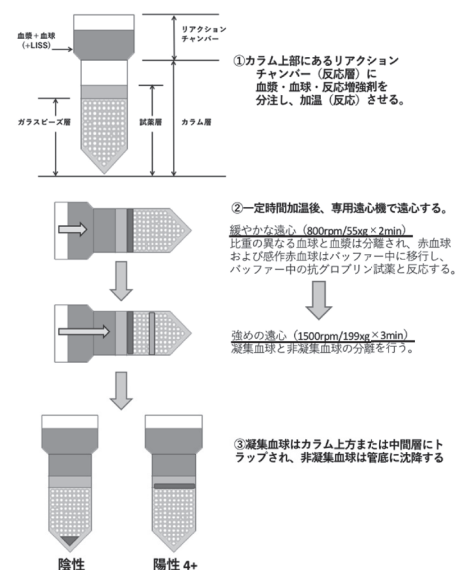 リアクション
チャンバー
血漿＋血球
(+LISS)
ガラスビーズ層
試薬層
カラム層
①カラム上部にあるリアクション
チャンバー（反応層）に
血漿・血球・反応増強剤を
分注し、加温（反応）させる。
②一定時間加温後、専用遠心機で遠心する。
緩やかな遠心（800rpm/55xg×2min）
比重の異なる血球と血漿は分離され、赤血球
および感作赤血球はバッファー中に移行し、
バッファー中の抗グロブリン試薬と反応する。
強めの遠心（1500rpm/199xg×3min）
凝集血球と非凝集血球の分離を行う。
③凝集血球はカラム上方または中間層にト
ラップされ、非凝集血球は管底に沈降する
陰性
陽性 4+